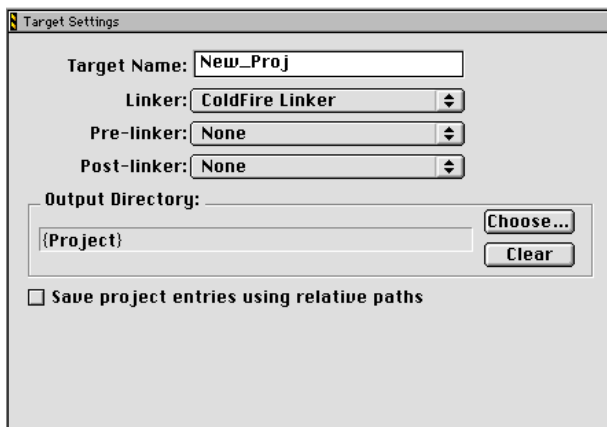 Target Settings
Target Name: New_Proj
Linker: ColdFire Linker
Pre-linker: None
Post-linker: None
Output Directory:
Choose...
{Project}
Clear
Save project entries using relative paths